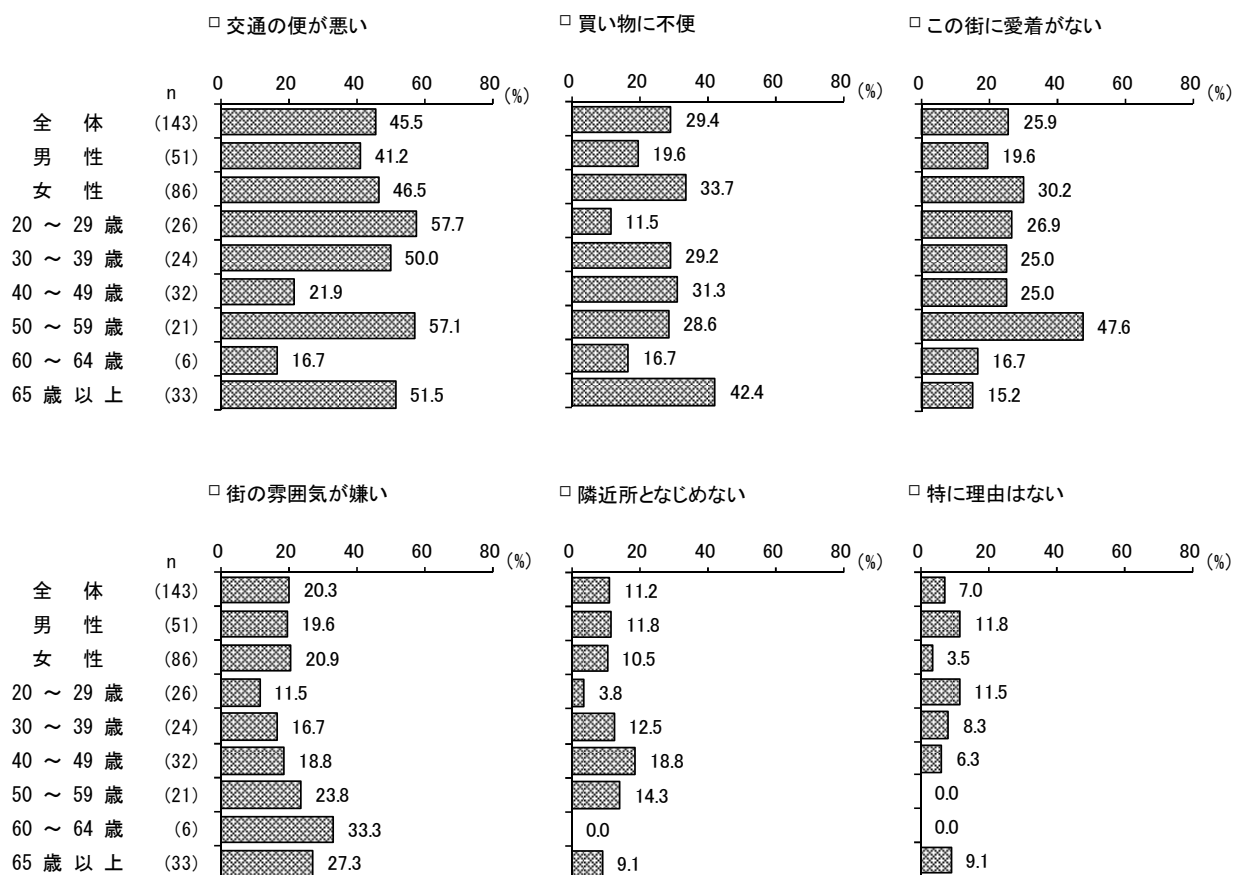 □ 交通の便が悪い □ 買い物に不便 □ この街に愛着がない
0 20 40 60 80 (%) 0 20 40 60 80 (%) 0 20 40 60 80 (%)
n
全 体 (143) 45.5 29.4 25.9
男 性 (51) 41.2 19.6 19.6
女 性 (86) 46.5 33.7 30.2
20 ～ 29 歳 (26) 57.7 11.5 26.9
30 ～ 39 歳 (24) 50.0 29.2 25.0
40 ～ 49 歳 (32) 21.9 31.3 25.0
50 ～ 59 歳 (21) 57.1 28.6 47.6
60 ～ 64 歳 (6) 16.7 16.7 16.7
65 歳 以 上 (33) 51.5 42.4 15.2
□ 街の雰囲気が嫌い □ 隣近所となじめない □ 特に理由はない
0 20 40 60 80 (%) 0 20 40 60 80 (%) 0 20 40 60 80 (%)
n
全 体 (143) 20.3 11.2 7.0
男 性 (51) 19.6 11.8 11.8
女 性 (86) 20.9 10.5 3.5
20 ～ 29 歳 (26) 11.5 3.8 11.5
30 ～ 39 歳 (24) 16.7 12.5 8.3
40 ～ 49 歳 (32) 18.8 18.8 6.3
50 ～ 59 歳 (21) 23.8 14.3 0.0
60 ～ 64 歳 (6) 33.3 0.0 0.0
65 歳 以 上 (33) 27.3 9.1 9.1